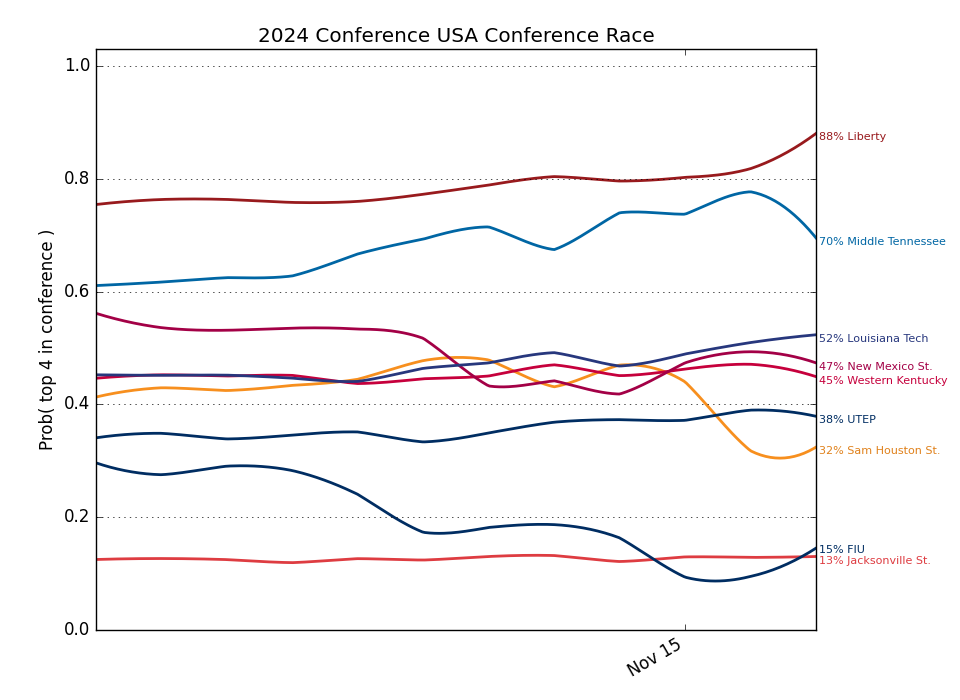 2024 Conference USA Conference Race
Prob( top 4 in conference )
1.0
0.8
0.6
0.4
0.2
0.0
Nov 15
88% Liberty
70% Middle Tennessee
52% Louisiana Tech
47% New Mexico St.
45% Western Kentucky
38% UTEP
32% Sam Houston St.
15% FIU
13% Jacksonville St.